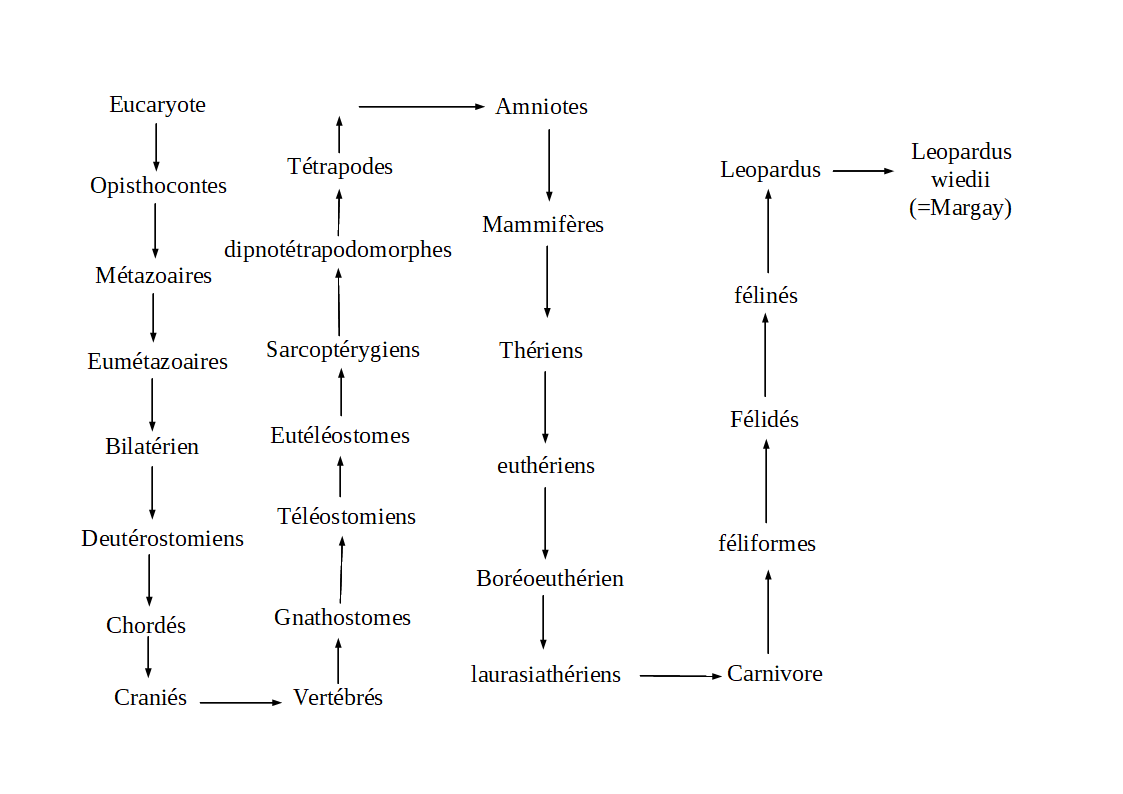 Eucaryote
Opisthocontes
Métazoaires
Eumétazoaires
Bilatérien
Deutérostomiens
Chordés
Craniés
Vertébrés
Gnathostomes
Téléostomiens
Eutéléostomes
Sarcoptérygiens
dipnotétrapodomorphes
Tétrapodes
Amniotes
Mammifères
Thériens
euthériens
Boréoeuthérien
laurasiathériens
Carnivore
féliformes
Félidés
félinés
Leopardus
Leopardus
wiedii
(=Margay)